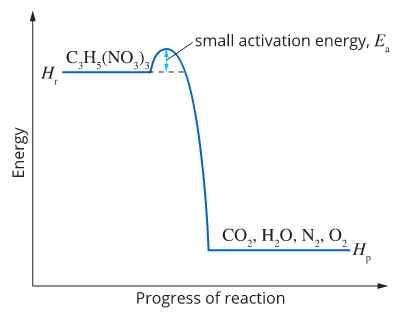 small activation energy, Eₐ
C₃H₅(NO₃)₃
Hᵣ
Energy
CO₂, H₂O, N₂, O₂
Hₚ
Progress of reaction